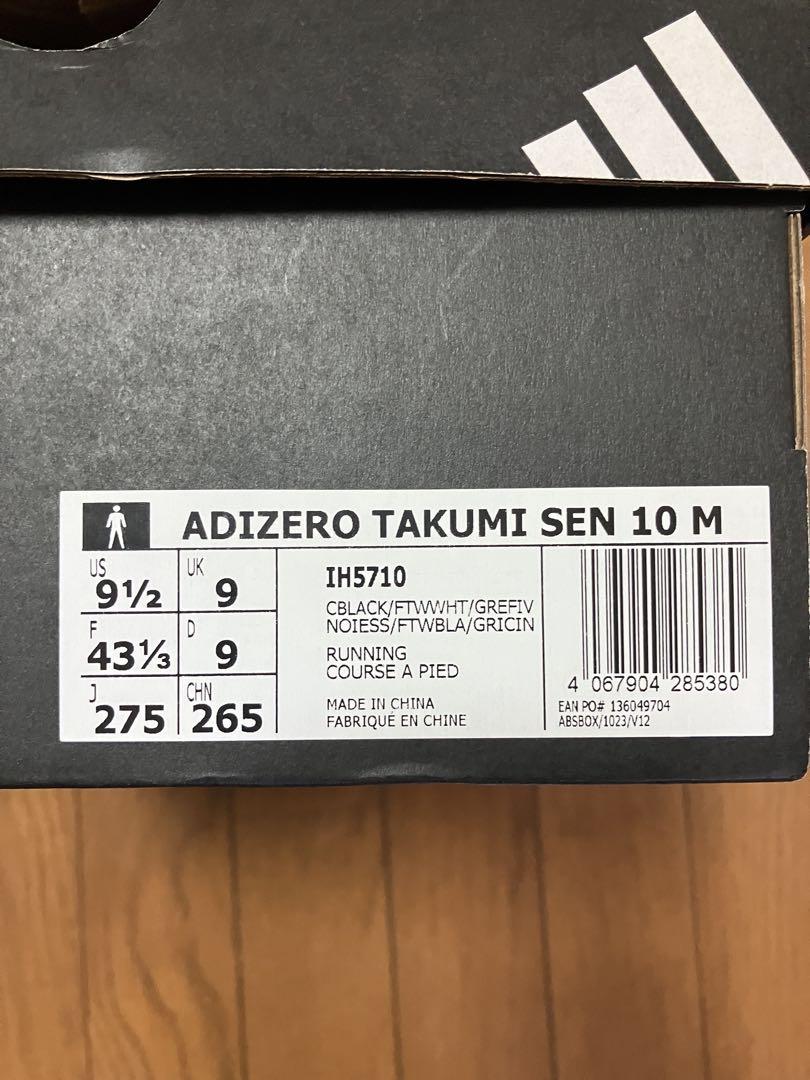 ADIZERO TAKUMI SEN 10 M
US
9½
UK
9
F
43⅓
D
9
J
275
CHN
265
IH5710
CBLACK/FTWWHT/GREFIV
NOIESS/FTWBLA/GRICIN
RUNNING
COURSE A PIED
MADE IN CHINA
FABRIQUÉ EN CHINE
4 067904 285380
EAN PO# 136049704
ABSBOX/1023/V12